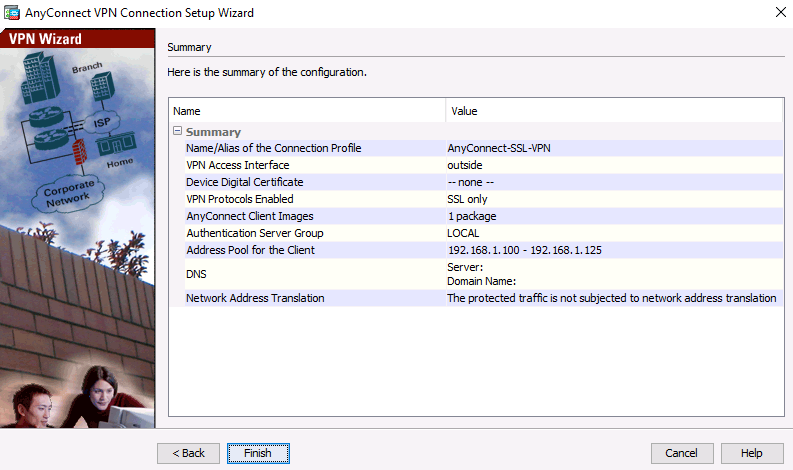 AnyConnect VPN Connection Setup Wizard
VPN Wizard
Branch
ISP
Home
Corporate
Network
Summary
Here is the summary of the configuration.
Name Value
Summary
Name/Alias of the Connection Profile AnyConnect-SSL-VPN
VPN Access Interface outside
Device Digital Certificate -- none --
VPN Protocols Enabled SSL only
AnyConnect Client Images 1 package
Authentication Server Group LOCAL
Address Pool for the Client 192.168.1.100 - 192.168.1.125
DNS Server:
Domain Name:
Network Address Translation The protected traffic is not subjected to network address translation
< Back Finish Cancel Help